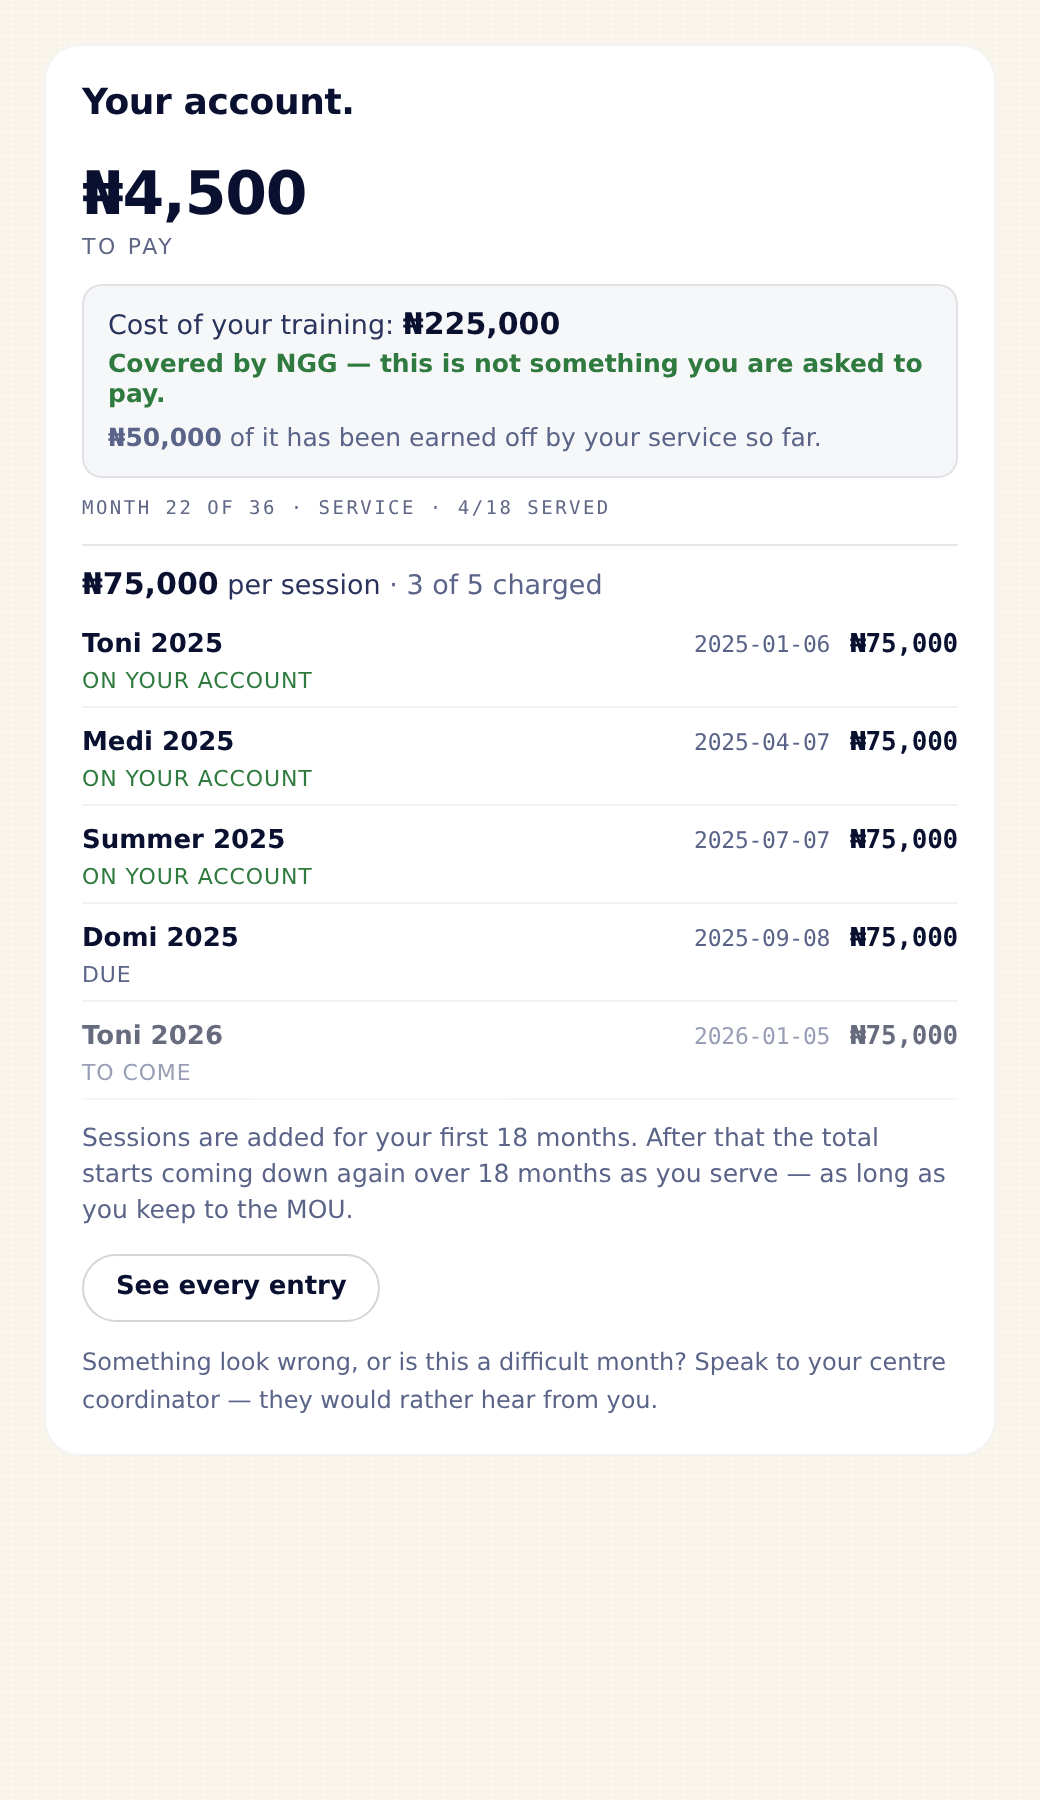 Your account.
₦4,500
TO PAY
Cost of your training: ₦225,000
Covered by NGG — this is not something you are asked to
pay.
₦50,000 of it has been earned off by your service so far.
MONTH 22 OF 36 · SERVICE · 4/18 SERVED
₦75,000 per session · 3 of 5 charged
Toni 2025 2025-01-06 ₦75,000
ON YOUR ACCOUNT
Medi 2025 2025-04-07 ₦75,000
ON YOUR ACCOUNT
Summer 2025 2025-07-07 ₦75,000
ON YOUR ACCOUNT
Domi 2025 2025-09-08 ₦75,000
DUE
Toni 2026 2026-01-05 ₦75,000
TO COME
Sessions are added for your first 18 months. After that the total
starts coming down again over 18 months as you serve — as long as
you keep to the MOU.
See every entry
Something look wrong, or is this a difficult month? Speak to your centre
coordinator — they would rather hear from you.